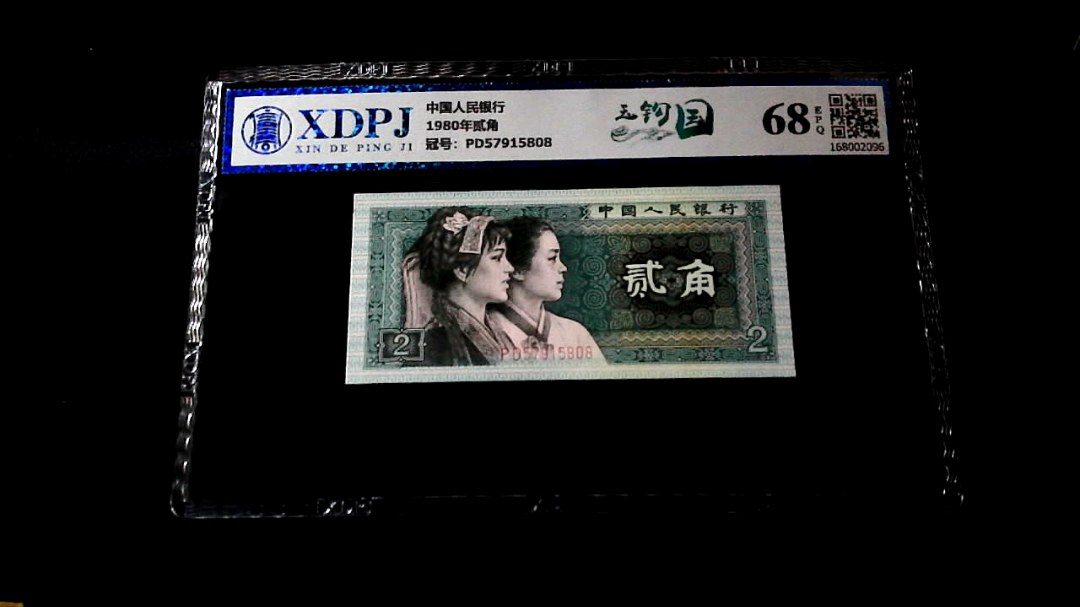 XDPJ
XIN DE PING JI
中国人民银行
1980年贰角
冠号：PD57915808
玉钩国
68
EPQ
168002096
中国人民银行
贰角
2
2
PD57915808